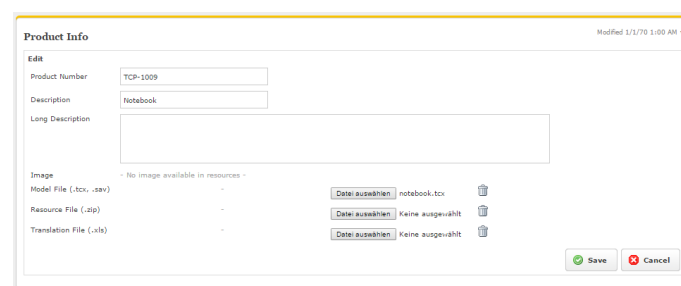 Product Info
Modified 1/1/70 1:00 AM
Edit
Product Number TCP-1009
Description Notebook
Long Description
Image - No image available in resources -
Model File (.tcx, .sav) - Datei auswählen notebook.tcx
Resource File (.zip) - Datei auswählen Keine ausgewählt
Translation File (.xls) - Datei auswählen Keine ausgewählt
Save Cancel